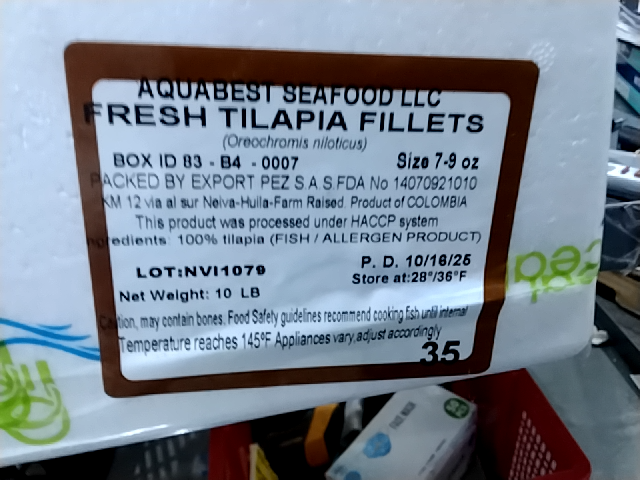 AQUABEST SEAFOOD LLC
FRESH TILAPIA FILLETS
(Oreochromis niloticus)
BOX ID 83 - B4 - 0007 Size 7-9 oz
PACKED BY EXPORT PEZ S.A.S.FDA No 14070921010
KM 12 via al sur Neiva-Huila-Farm Raised. Product of COLOMBIA
This product was processed under HACCP system
ngredients: 100% tilapia (FISH / ALLERGEN PRODUCT)
LOT:NVI1079 P. D. 10/16/25
Store at:28°/36°F
Net Weight: 10 LB
Caution, may contain bones. Food Safety guidelines recommend cooking fish until internal
Temperature reaches 145°F Appliances vary,adjust accordingly
35